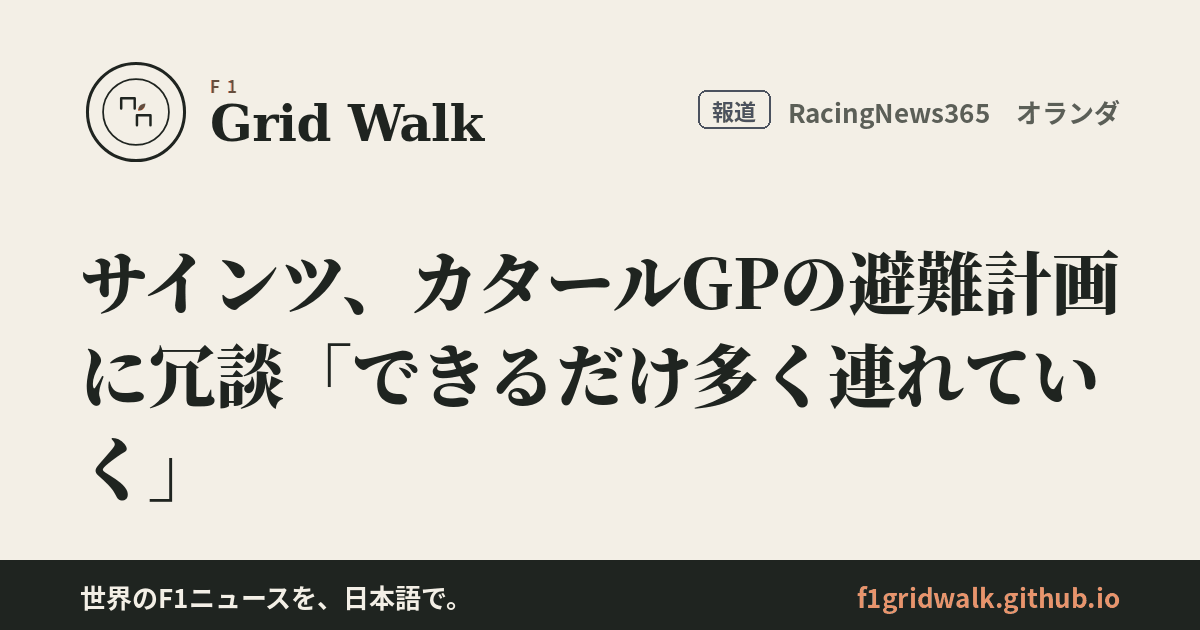 F1
Grid Walk
報道 RacingNews365 オランダ
サインツ、カタールGPの避難計画
に冗談「できるだけ多く連れてい
く」
世界のF1ニュースを、日本語で。
f1gridwalk.github.io